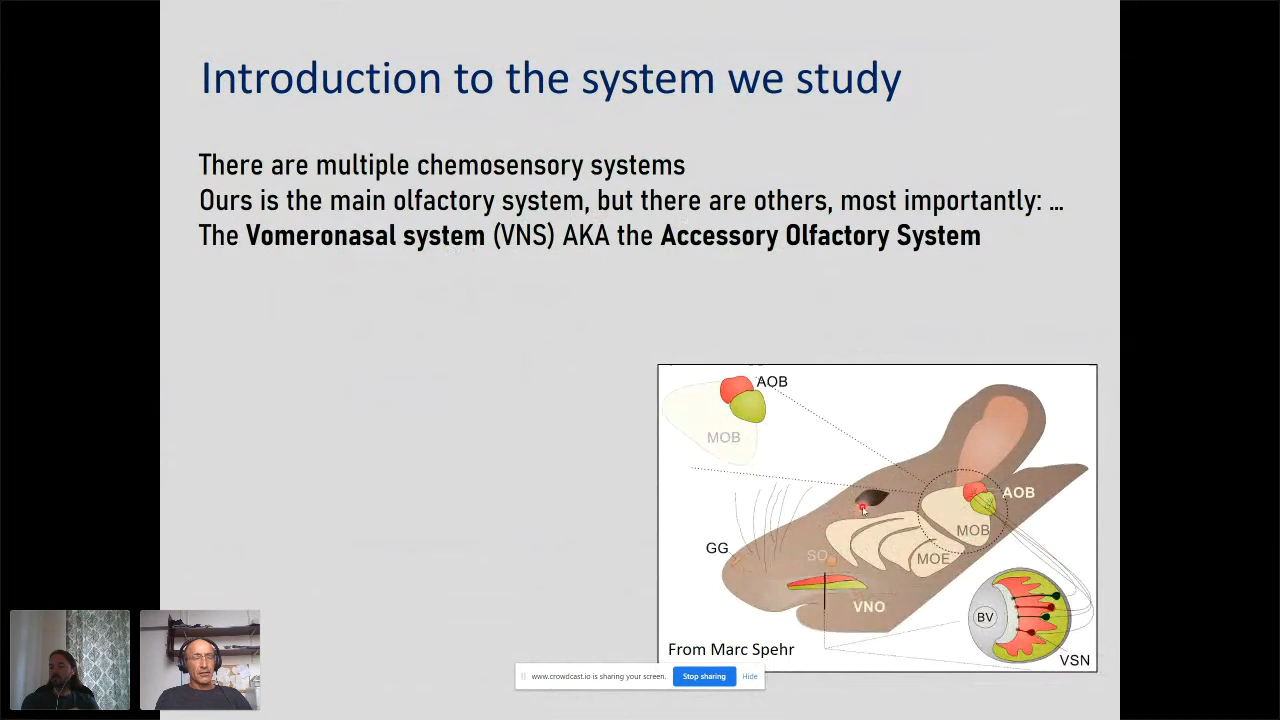 Introduction to the system we study
There are multiple chemosensory systems
Ours is the main olfactory system, but there are others, most importantly: ...
The Vomeronasal system (VNS) AKA the Accessory Olfactory System
AOB
MOB
AOB
MOB
GG
SO
MOE
VNO
BV
VSN
From Marc Spehr
www.crowdcast.io is sharing your screen.
Stop sharing
Hide